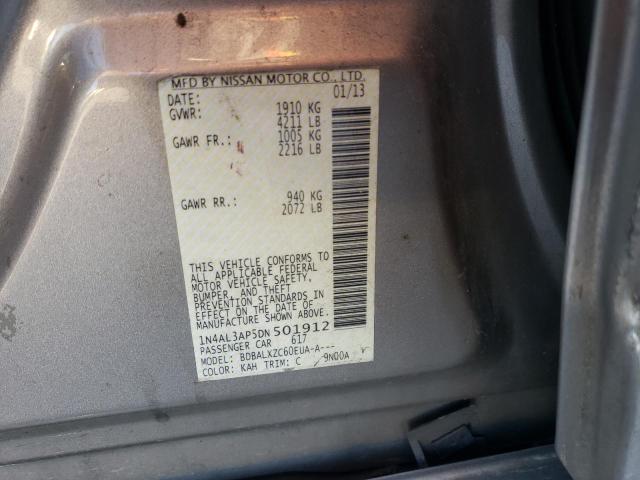 MFD BY NISSAN MOTOR CO., LTD.
DATE: 01/13
GVWR: 1910 KG
4211 LB
GAWR FR.: 1005 KG
2216 LB
GAWR RR.: 940 KG
2072 LB
THIS VEHICLE CONFORMS TO
ALL APPLICABLE FEDERAL
MOTOR VEHICLE SAFETY,
BUMPER, AND THEFT
PREVENTION STANDARDS IN
EFFECT ON THE DATE OF
MANUFACTURE SHOWN ABOVE.
1N4AL3AP5DN501912
PASSENGER CAR 617
MODEL: BDBALXZC60EUA-A---
COLOR: KAH TRIM: C /9N00A